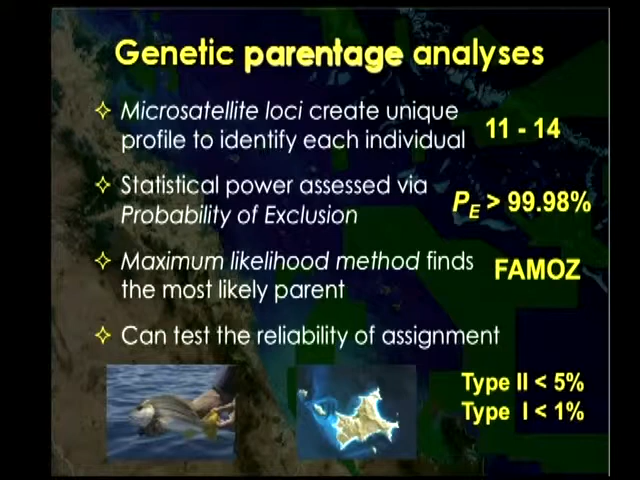 Genetic parentage analyses
Microsatellite loci create unique
profile to identify each individual
11 - 14
Statistical power assessed via
Probability of Exclusion
PE > 99.98%
Maximum likelihood method finds
the most likely parent
FAMOZ
Can test the reliability of assignment
Type II < 5%
Type I < 1%